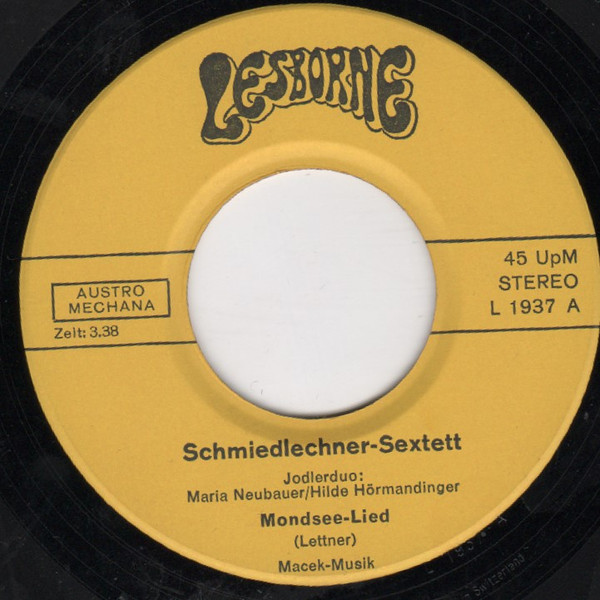 LESBORNE
AUSTRO
MECHANA
Zeit: 3.38
45 UpM
STEREO
L 1937 A
Schmiedlechner-Sextett
Jodlerduo:
Maria Neubauer/Hilde Hörmandinger
Mondsee-Lied
(Lettner)
Macek-Musik
Switzerland